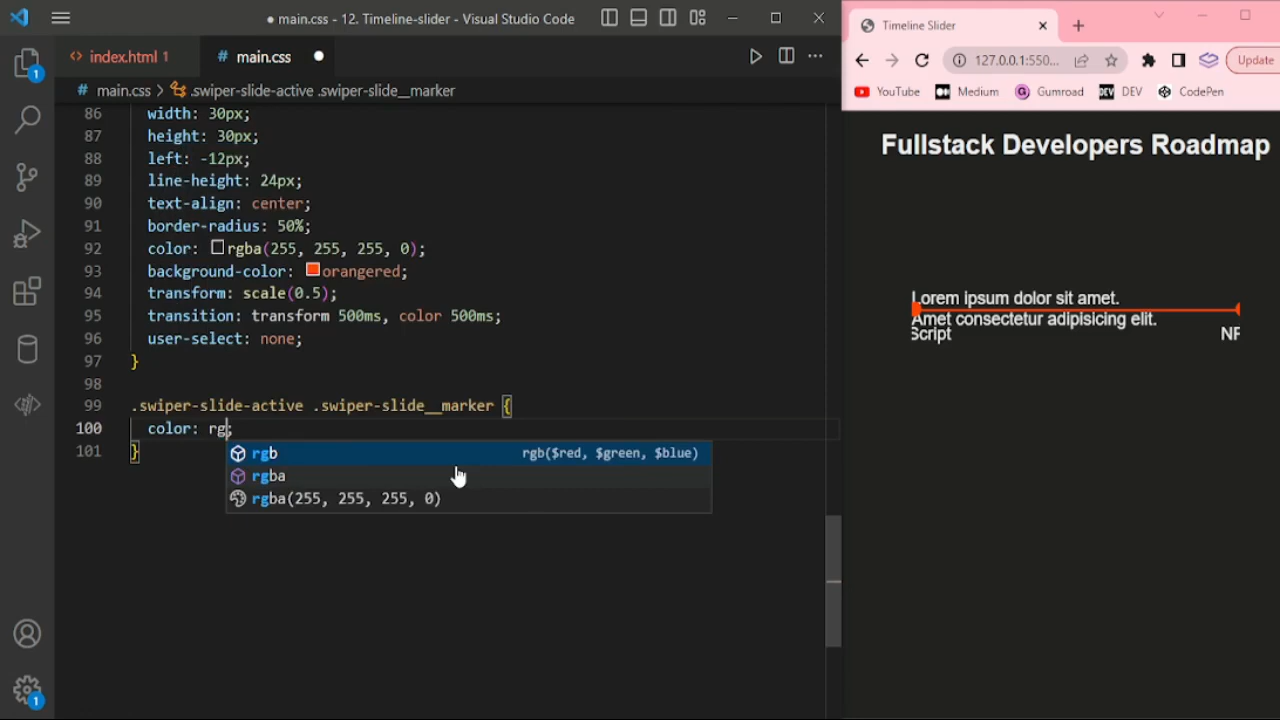 ● main.css - 12. Timeline-slider - Visual Studio Code
<> index.html 1
# main.css ●
# main.css > .swiper-slide-active .swiper-slide__marker
86 width: 30px;
87 height: 30px;
88 left: -12px;
89 line-height: 24px;
90 text-align: center;
91 border-radius: 50%;
92 color: rgba(255, 255, 255, 0);
93 background-color: orangered;
94 transform: scale(0.5);
95 transition: transform 500ms, color 500ms;
96 user-select: none;
97 }
98
99 .swiper-slide-active .swiper-slide__marker {
100 color: rg;
101 }
rgb rgb($red, $green, $blue)
rgba
rgba(255, 255, 255, 0)
1
1
Timeline Slider
127.0.0.1:550...
Update
YouTube Medium Gumroad DEV DEV CodePen
Fullstack Developers Roadmap
Lorem ipsum dolor sit amet.
Amet consectetur adipisicing elit.
Script NF